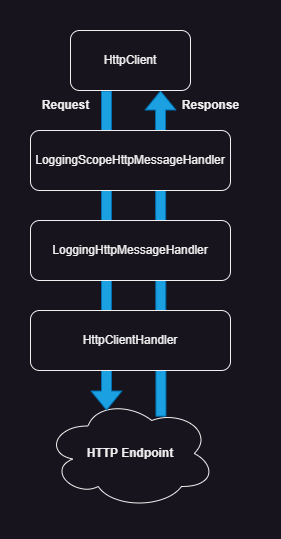 HttpClient
Request
Response
LoggingScopeHttpMessageHandler
LoggingHttpMessageHandler
HttpClientHandler
HTTP Endpoint